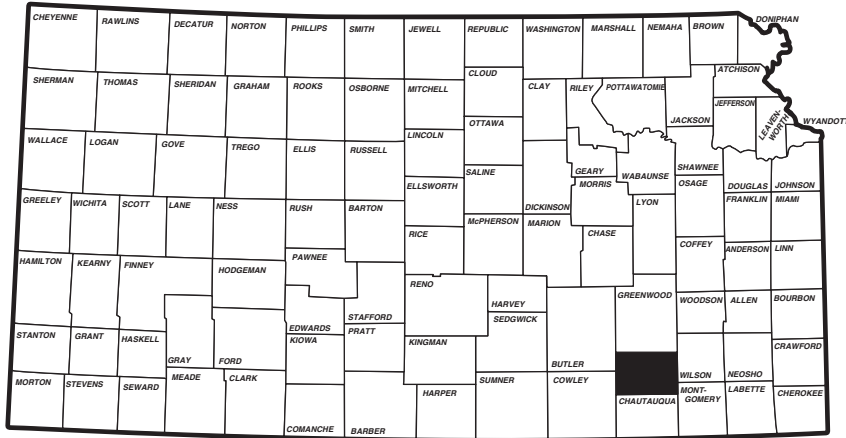 CHEYENNE RAWLINS DECATUR NORTON PHILLIPS SMITH JEWELL REPUBLIC WASHINGTON MARSHALL NEMAHA BROWN DONIPHAN
SHERMAN THOMAS SHERIDAN GRAHAM ROOKS OSBORNE MITCHELL CLOUD CLAY RILEY POTTAWATOMIE ATCHISON
JACKSON JEFFERSON LEAVEN-
WORTH WYANDOTT
WALLACE LOGAN GOVE TREGO ELLIS RUSSELL LINCOLN OTTAWA
ELLSWORTH SALINE DICKINSON GEARY WABAUNSE SHAWNEE DOUGLAS JOHNSON
MORRIS OSAGE
GREELEY WICHITA SCOTT LANE NESS RUSH BARTON RICE McPHERSON MARION CHASE LYON FRANKLIN MIAMI
HAMILTON KEARNY FINNEY HODGEMAN PAWNEE RENO COFFEY ANDERSON LINN
STAFFORD HARVEY GREENWOOD WOODSON ALLEN BOURBON
STANTON GRANT HASKELL GRAY FORD EDWARDS PRATT SEDGWICK
KIOWA KINGMAN BUTLER WILSON NEOSHO CRAWFORD
MORTON STEVENS SEWARD MEADE CLARK COMANCHE BARBER HARPER SUMNER COWLEY CHAUTAUQUA MONT-
GOMERY LABETTE CHEROKEE